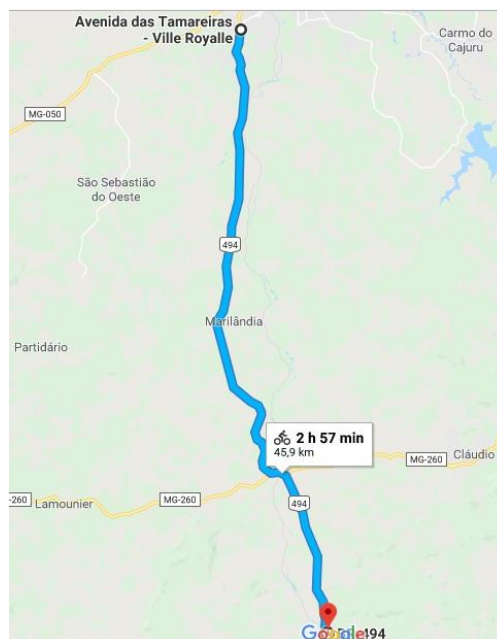 Avenida das Tamareiras
- Ville Royalle
Carmo do
Cajuru
MG-050
São Sebastião
do Oeste
494
Marilândia
Partidário
2 h 57 min
45,9 km
Cláudio
MG-260
MG-260
-260
Lamounier
494
Google
494